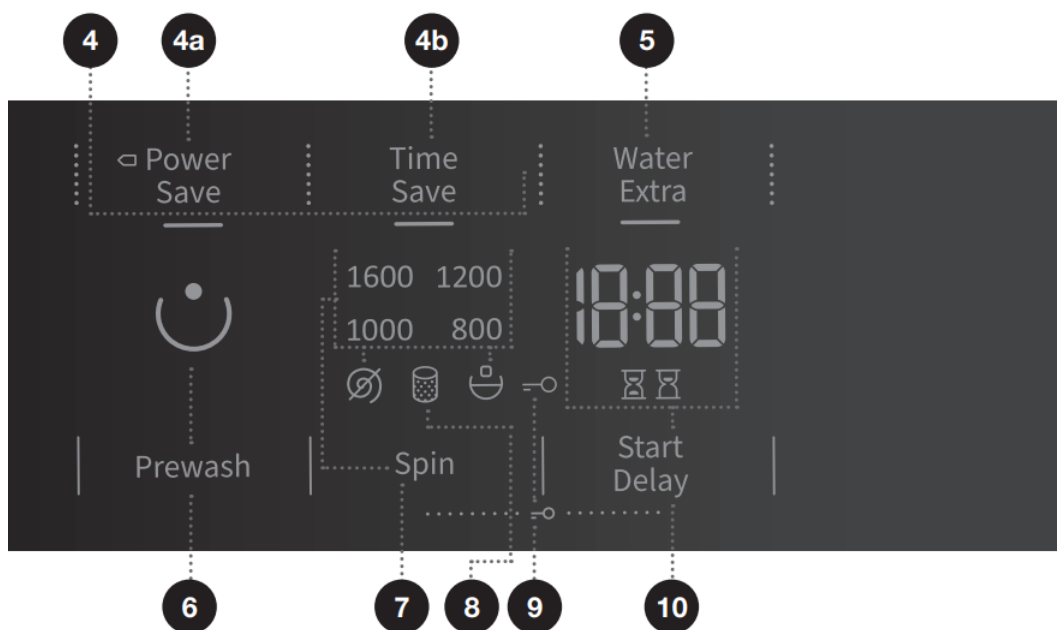 4 4a 4b 5
Power Time Water
Save Save Extra
1600 1200
18:88
1000 800
Start
Prewash Spin
Delay
6 7 8 9 10